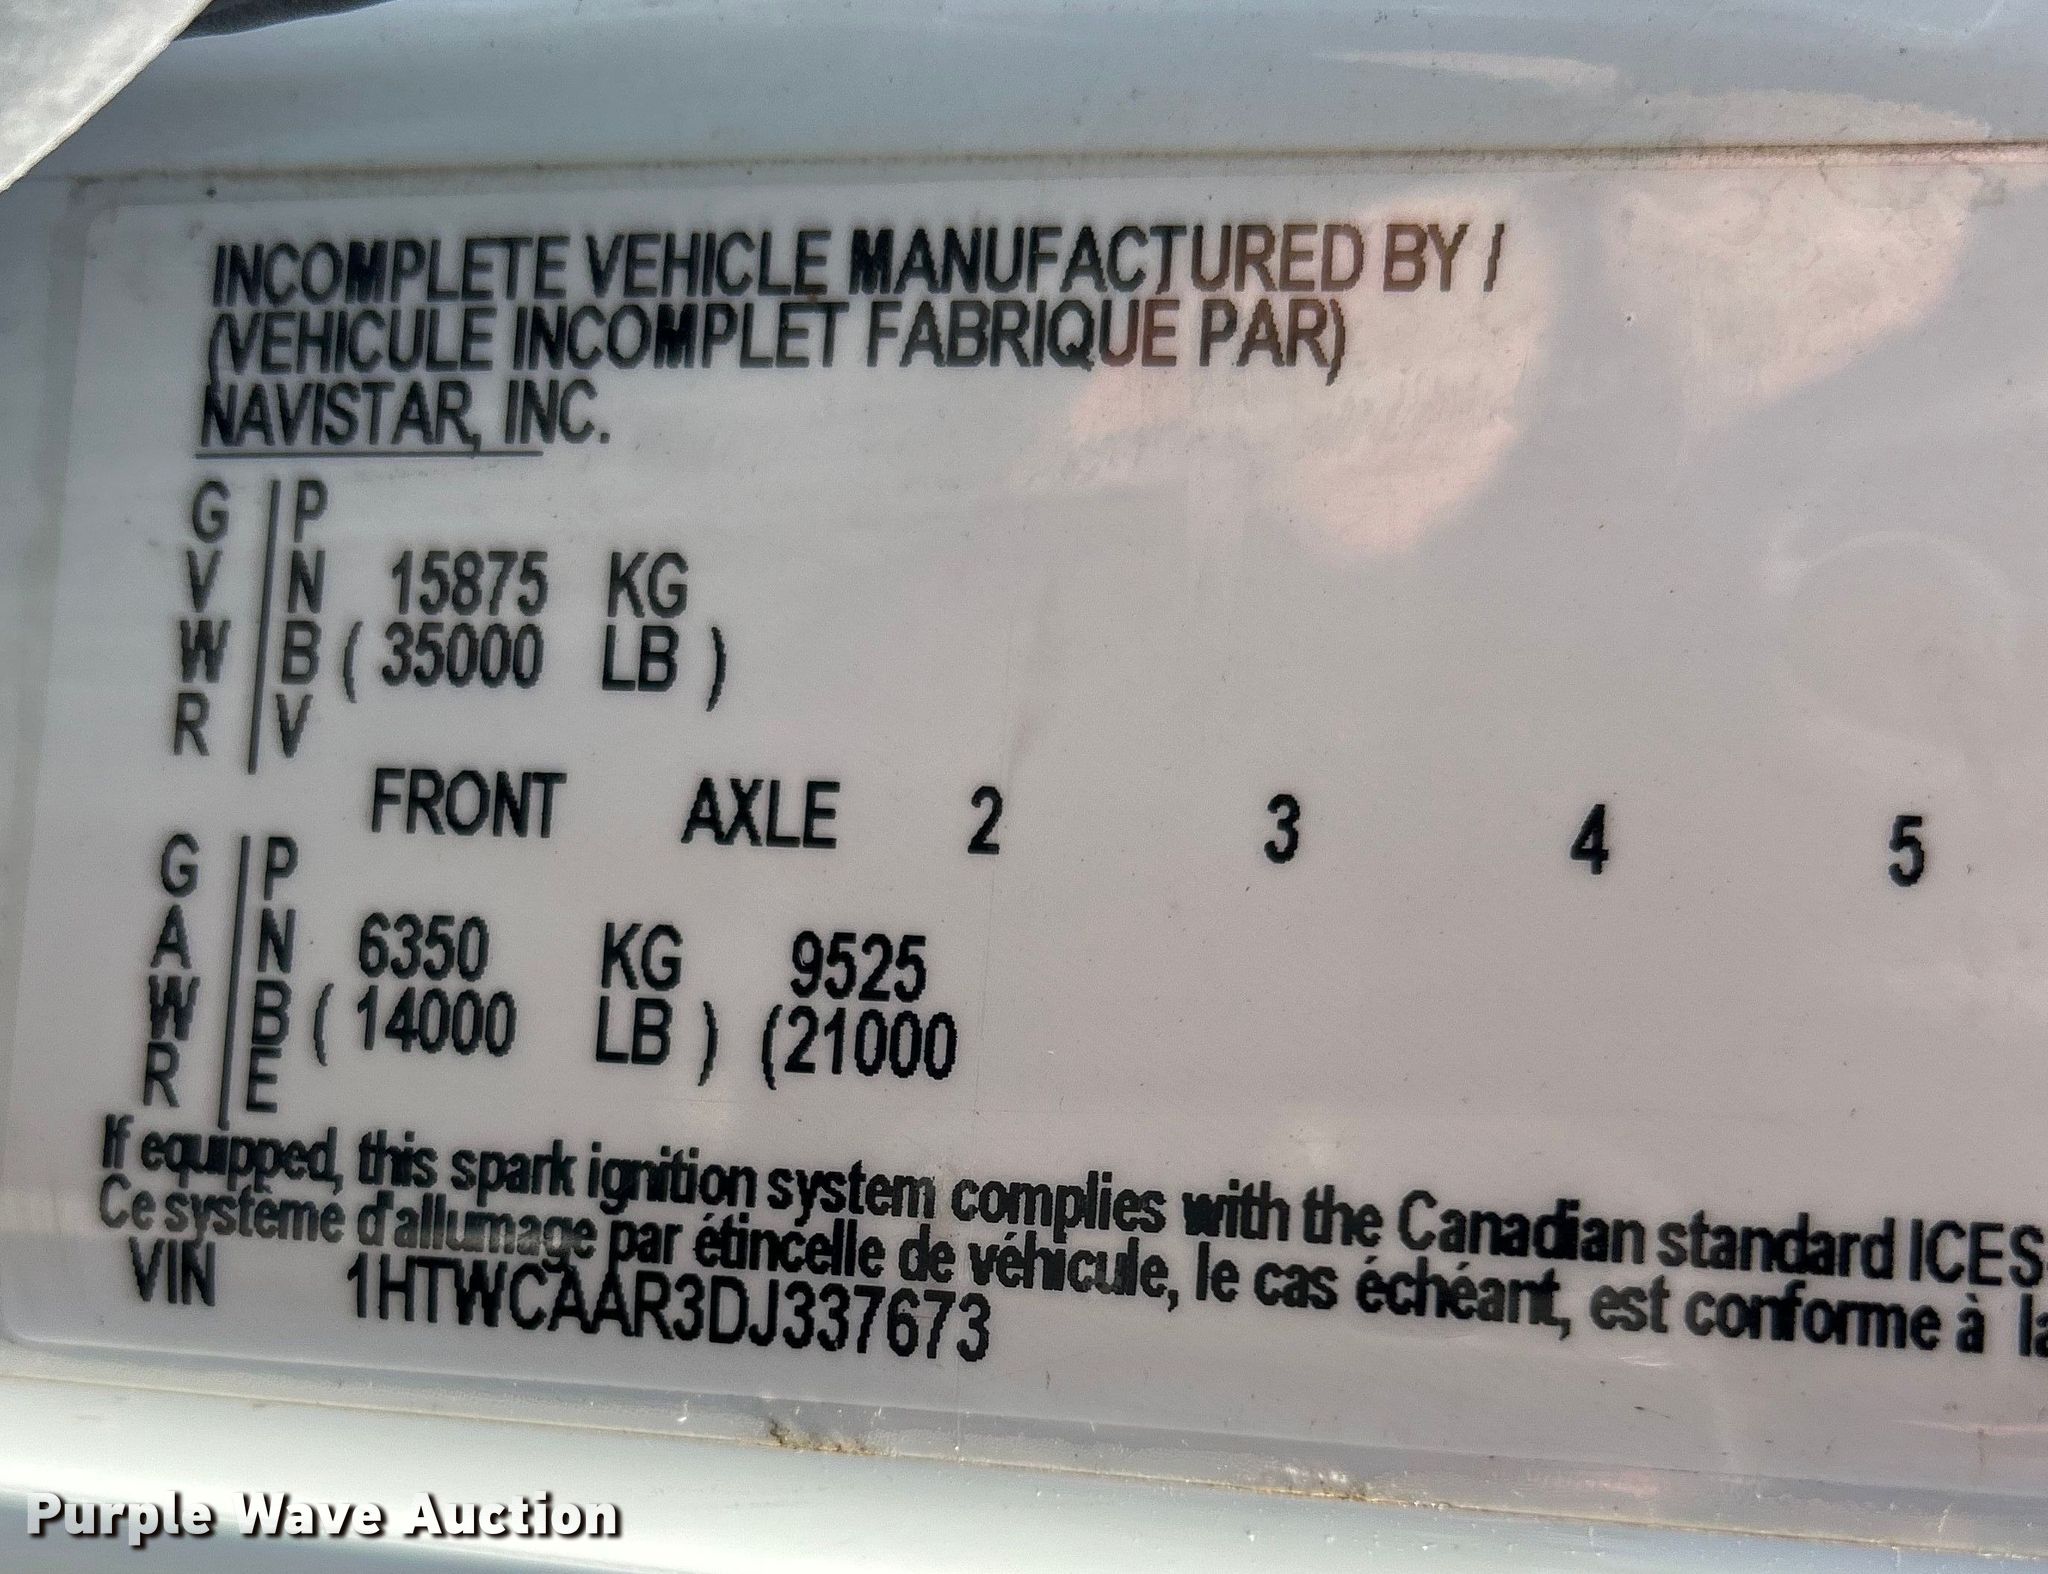 INCOMPLETE VEHICLE MANUFACTURED BY /
(VEHICULE INCOMPLET FABRIQUE PAR)
NAVISTAR, INC.
G | P
V | N 15875 KG
W | B ( 35000 LB )
R | V
FRONT AXLE 2 3 4 5
G | P
A | N 6350 KG 9525
W | B ( 14000 LB ) (21000
R | E
If equipped, this spark ignition system complies with the Canadian standard ICES-
Ce système d'allumage par étincelle de véhicule, le cas échéant, est conforme à la
VIN 1HTWCAAR3DJ337673
Purple Wave Auction